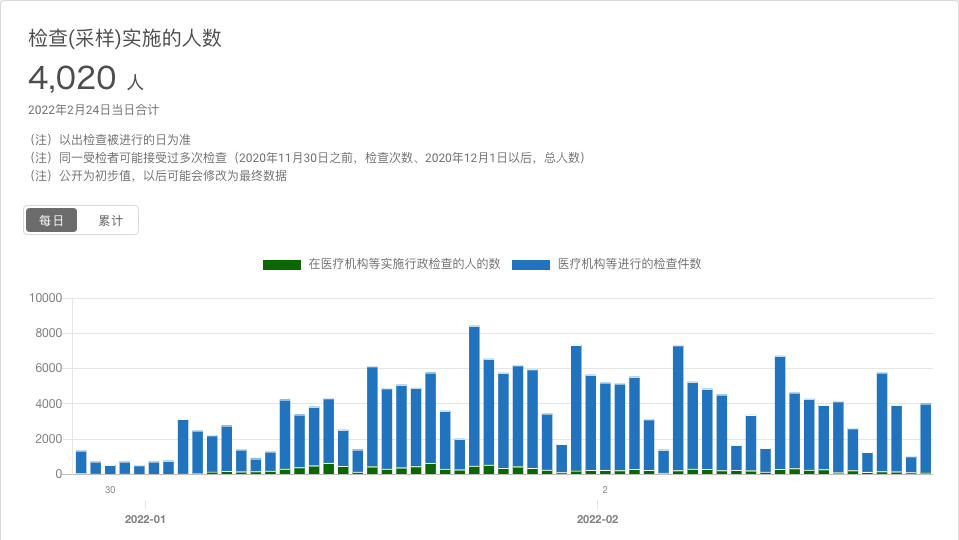 检查(采样)实施的人数
4,020 人
2022年2月24日当日合计
（注）以出检查被进行的日为准
（注）同一受检者可能接受过多次检查（2020年11月30日之前，检查次数、2020年12月1日以后，总人数）
（注）公开为初步值，以后可能会修改为最终数据
每日 累计
在医疗机构等实施行政检查的人的数 医疗机构等进行的检查件数
10000
8000
6000
4000
2000
0
30 2
2022-01 2022-02